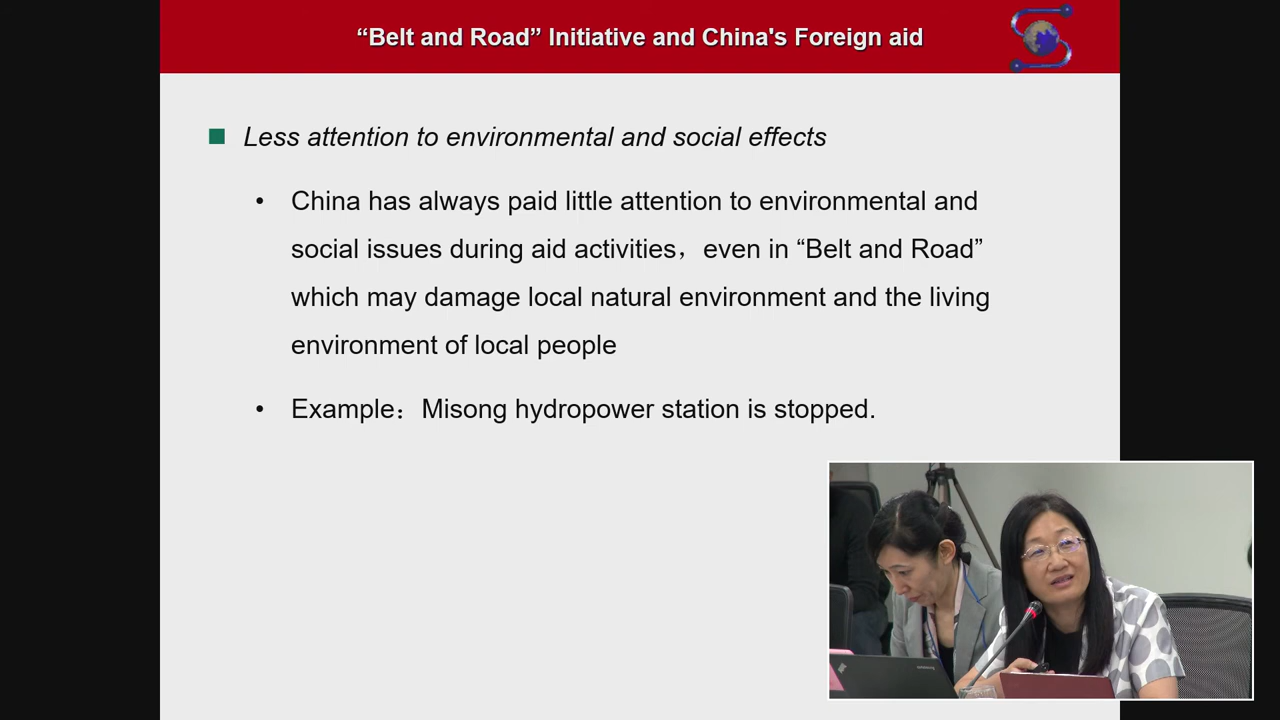 “Belt and Road” Initiative and China's Foreign aid
Less attention to environmental and social effects
• China has always paid little attention to environmental and
social issues during aid activities，even in “Belt and Road”
which may damage local natural environment and the living
environment of local people
• Example：Misong hydropower station is stopped.